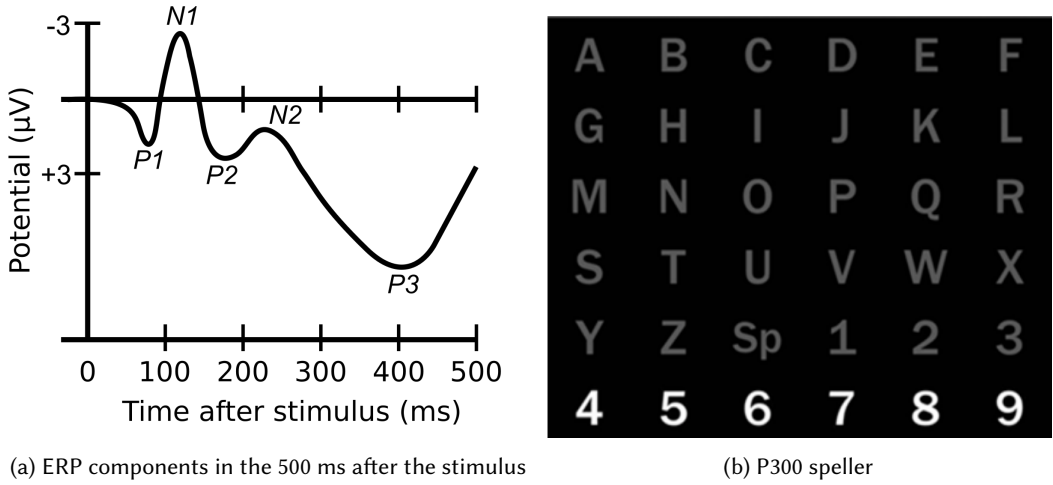 -3
N1
Potential (μV)
N2
P1
P2
+3
P3
0 100 200 300 400 500
Time after stimulus (ms)
(a) ERP components in the 500 ms after the stimulus
A B C D E F
G H I J K L
M N O P Q R
S T U V W X
Y Z Sp 1 2 3
4 5 6 7 8 9
(b) P300 speller